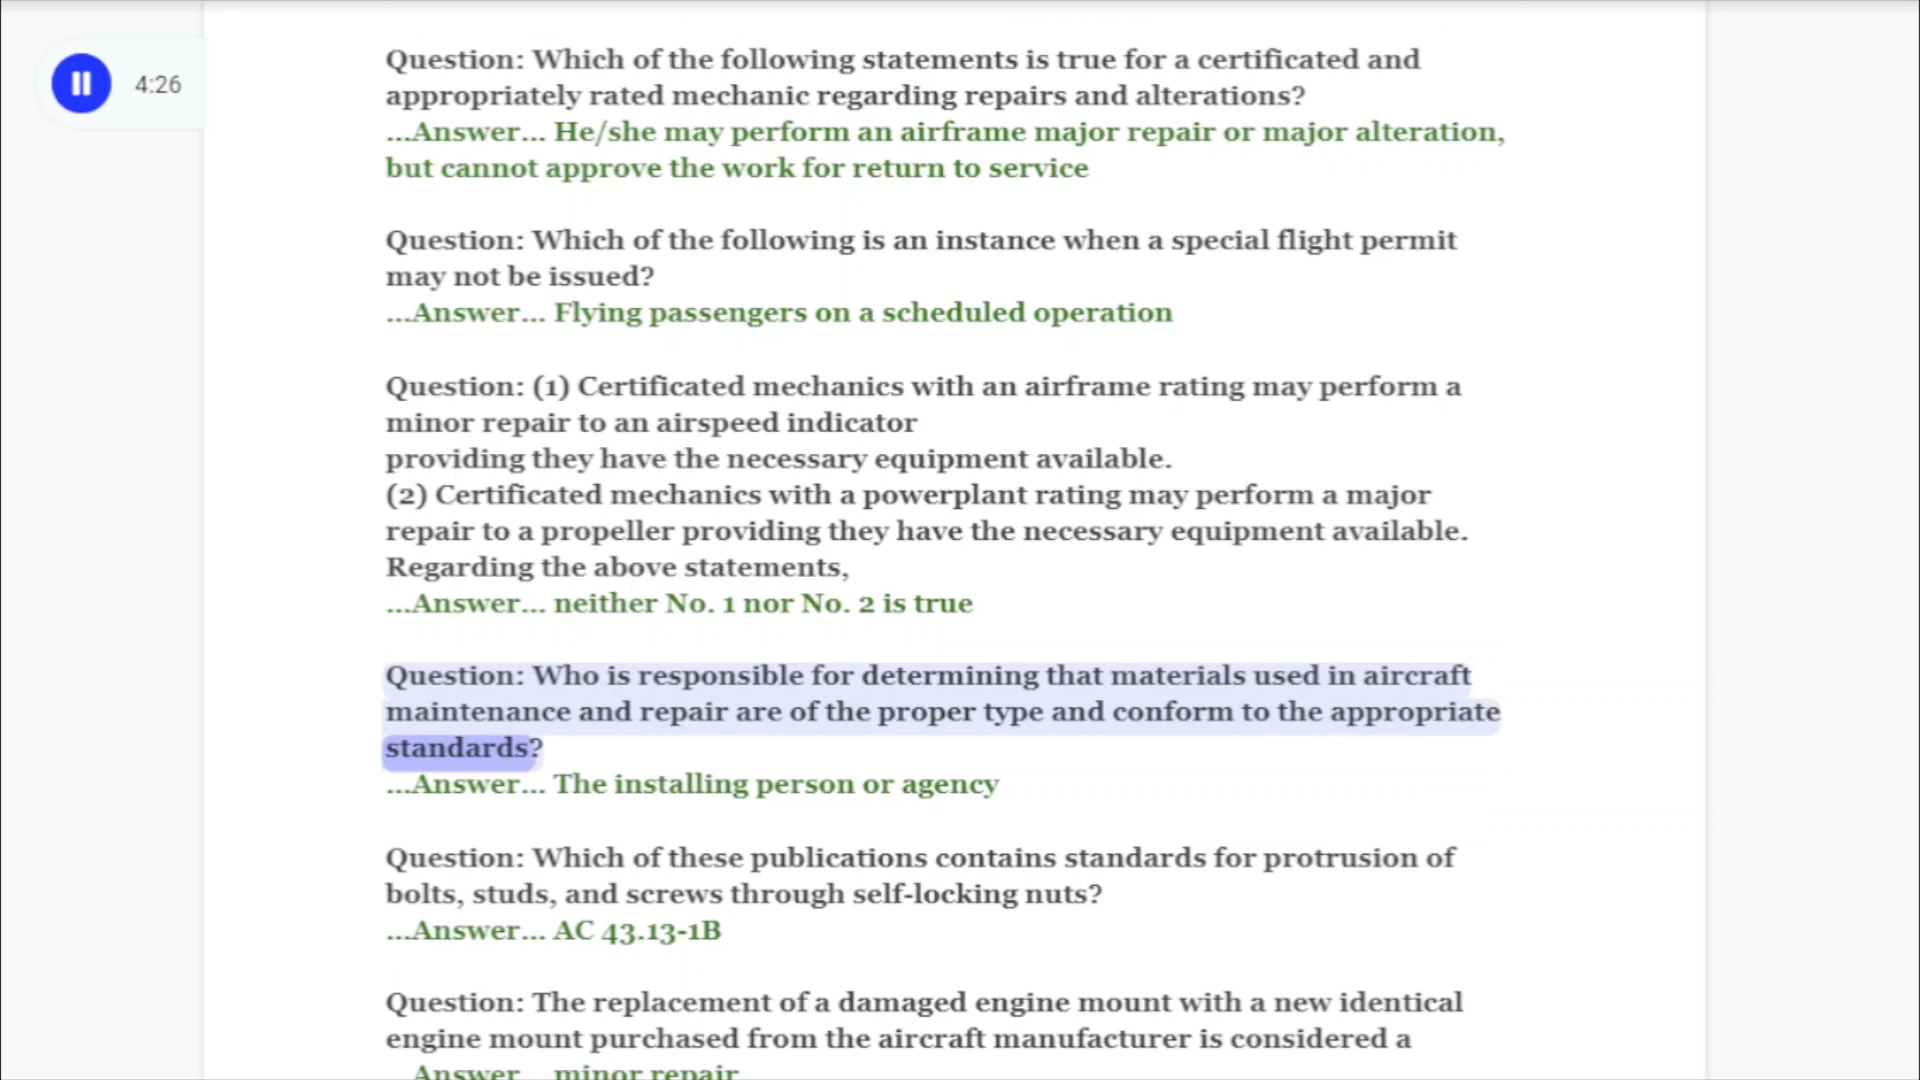 4:26
Question: Which of the following statements is true for a certificated and
appropriately rated mechanic regarding repairs and alterations?
...Answer... He/she may perform an airframe major repair or major alteration,
but cannot approve the work for return to service
Question: Which of the following is an instance when a special flight permit
may not be issued?
...Answer... Flying passengers on a scheduled operation
Question: (1) Certificated mechanics with an airframe rating may perform a
minor repair to an airspeed indicator
providing they have the necessary equipment available.
(2) Certificated mechanics with a powerplant rating may perform a major
repair to a propeller providing they have the necessary equipment available.
Regarding the above statements,
...Answer... neither No. 1 nor No. 2 is true
Question: Who is responsible for determining that materials used in aircraft
maintenance and repair are of the proper type and conform to the appropriate
standards?
...Answer... The installing person or agency
Question: Which of these publications contains standards for protrusion of
bolts, studs, and screws through self-locking nuts?
...Answer... AC 43.13-1B
Question: The replacement of a damaged engine mount with a new identical
engine mount purchased from the aircraft manufacturer is considered a
...Answer... minor repair